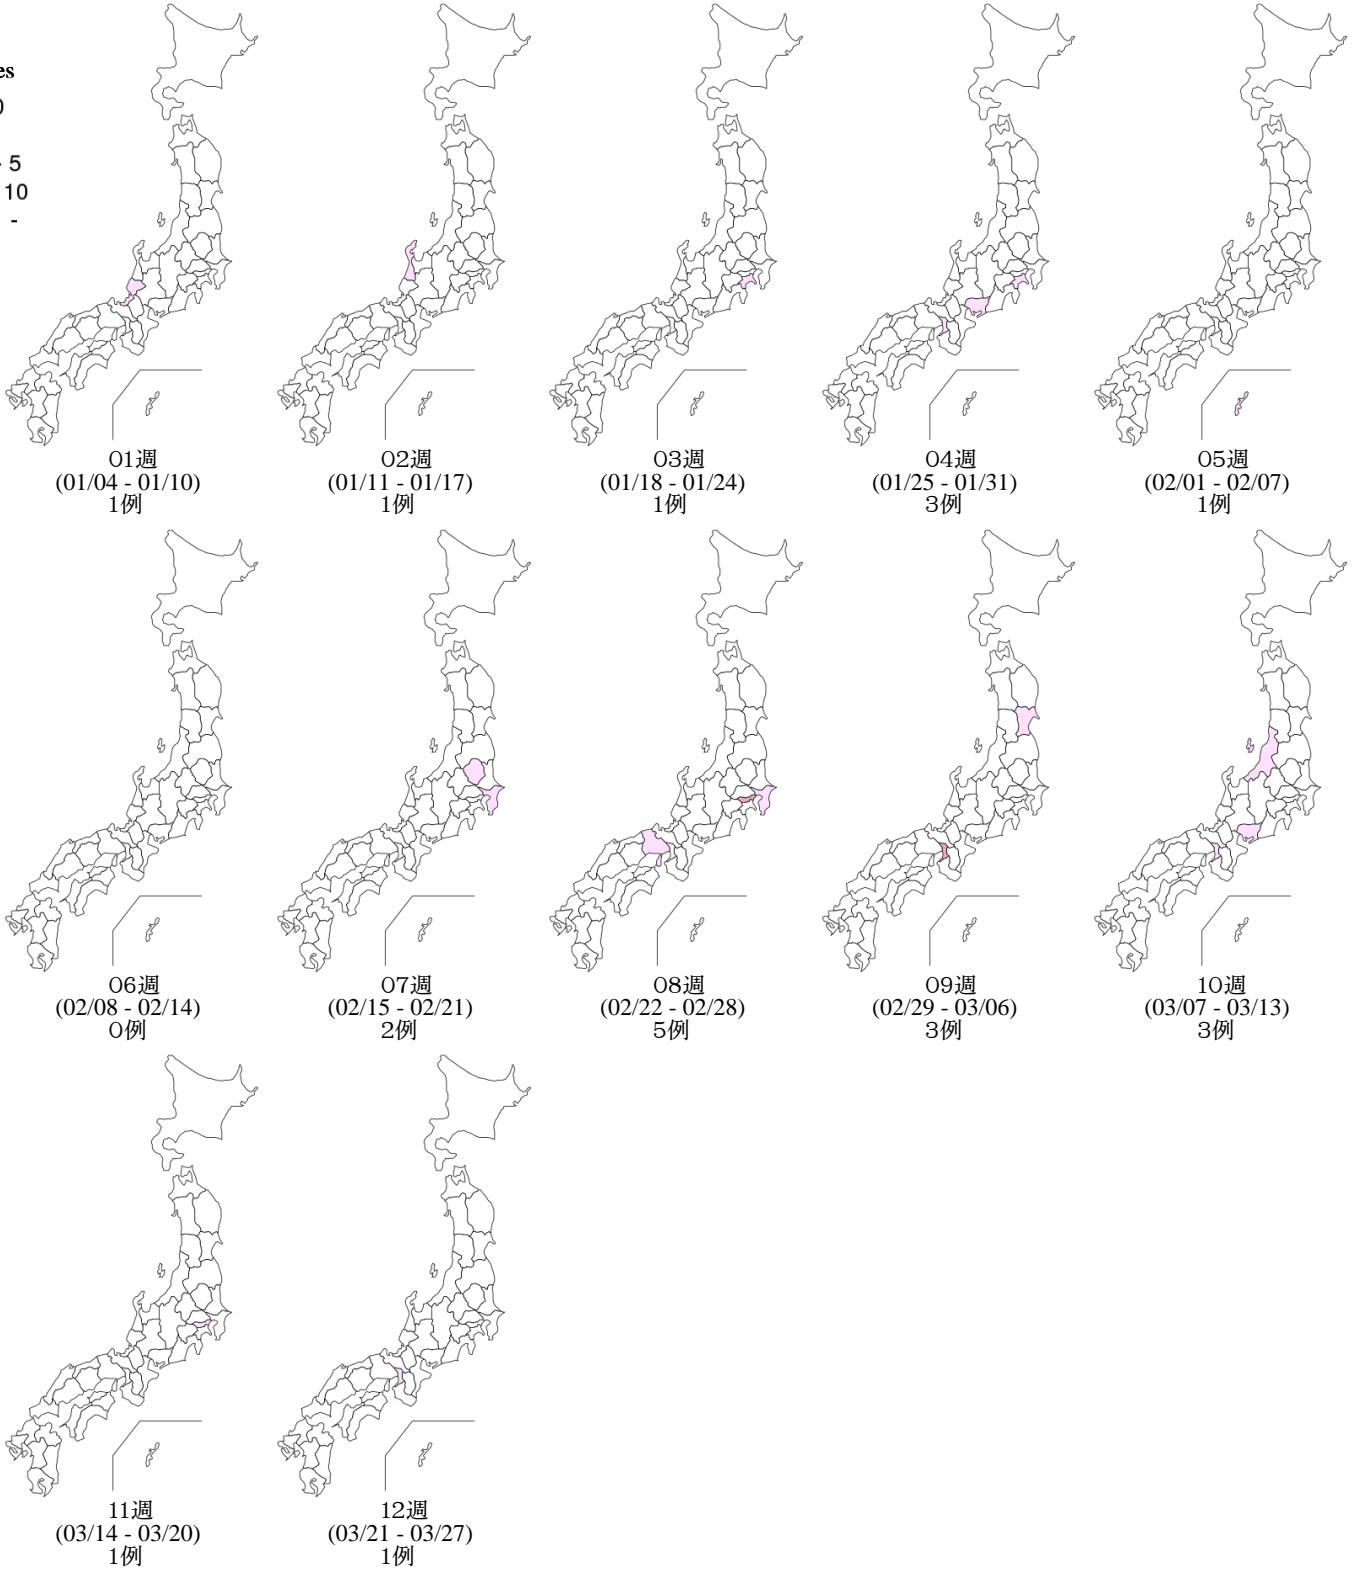 es
0
- 5
10
-
01週
(01/04 - 01/10)
1例
02週
(01/11 - 01/17)
1例
03週
(01/18 - 01/24)
1例
04週
(01/25 - 01/31)
3例
05週
(02/01 - 02/07)
1例
06週
(02/08 - 02/14)
0例
07週
(02/15 - 02/21)
2例
08週
(02/22 - 02/28)
5例
09週
(02/29 - 03/06)
3例
10週
(03/07 - 03/13)
3例
11週
(03/14 - 03/20)
1例
12週
(03/21 - 03/27)
1例